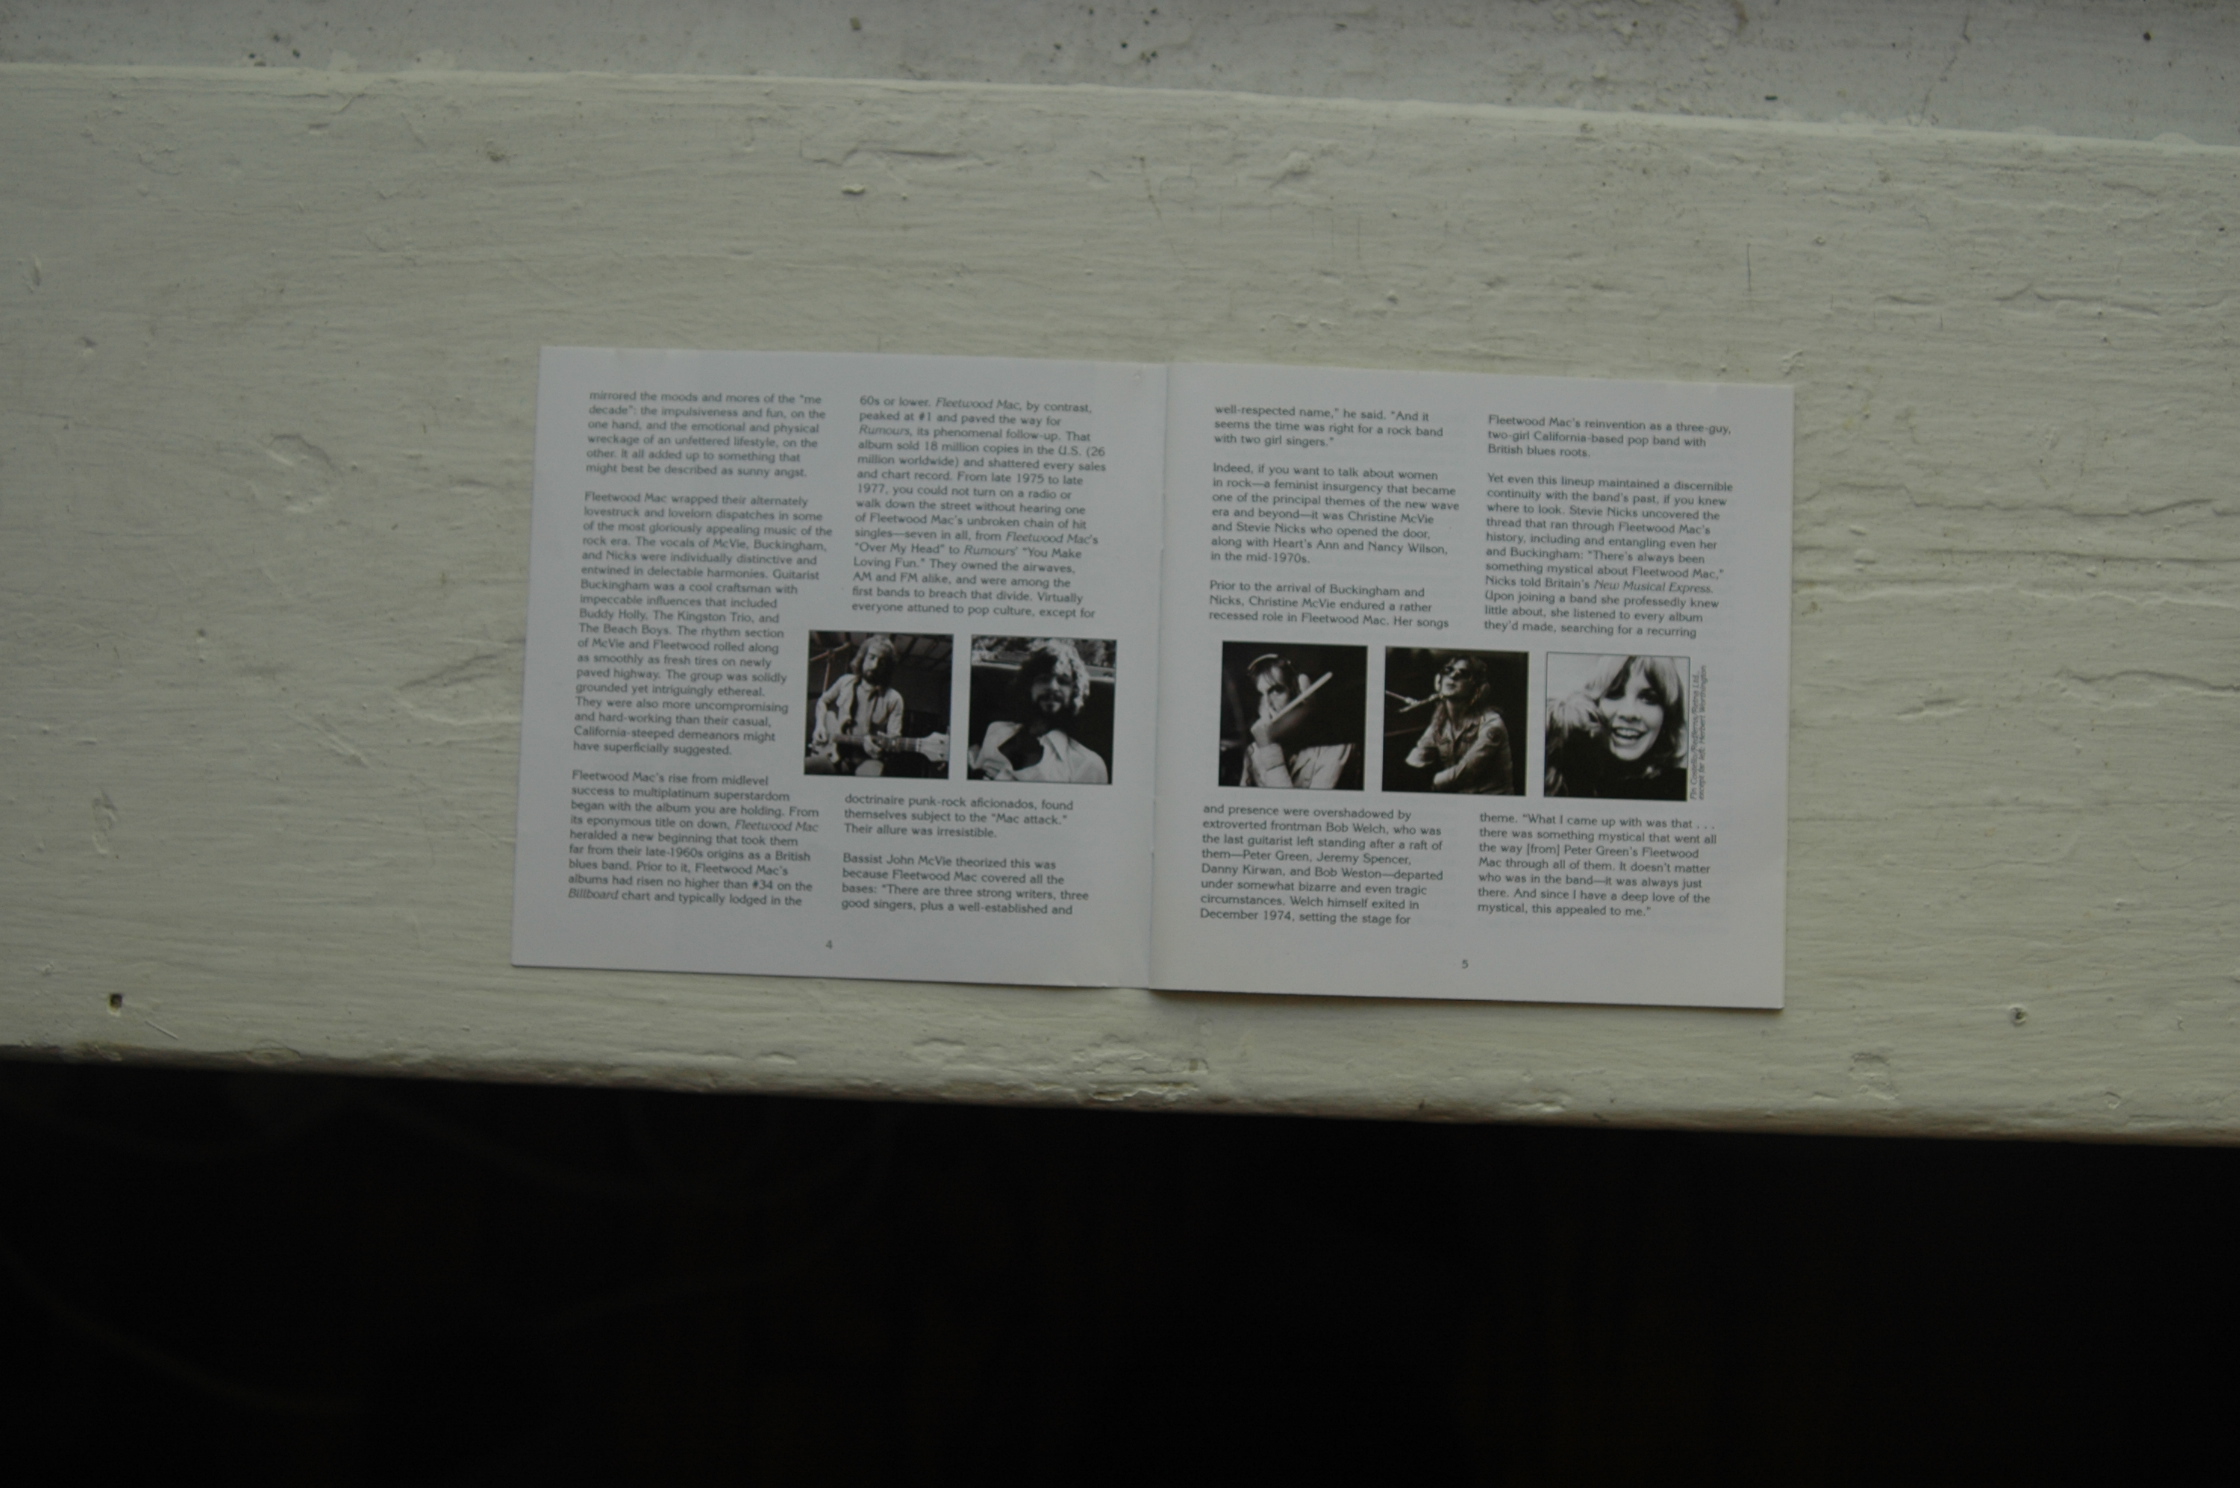 mirrored the moods and mores of the "me
decade": the impulsiveness and fun, on the
one hand, and the emotional and physical
wreckage of an unfettered lifestyle, on the
other. It all added up to something that
might best be described as sunny angst.
Fleetwood Mac wrapped their alternately
lovestruck and lovelorn dispatches in some
of the most gloriously appealing music of the
rock era. The vocals of McVie, Buckingham,
and Nicks were individually distinctive and
entwined in delectable harmonies. Guitarist
Buckingham was a cool craftsman with
impeccable influences that included
Buddy Holly, The Kingston Trio, and
The Beach Boys. The rhythm section
of McVie and Fleetwood rolled along
as smoothly as fresh tires on newly
paved highway. The group was solidly
grounded yet intriguingly ethereal.
They were also more uncompromising
and hard-working than their casual,
California-steeped demeanors might
have superficially suggested.
Fleetwood Mac's rise from midlevel
success to multiplatinum superstardom
began with the album you are holding. From
its eponymous title on down, Fleetwood Mac
heralded a new beginning that took them
far from their late-1960s origins as a British
blues band. Prior to it, Fleetwood Mac's
albums had risen no higher than #34 on the
Billboard chart and typically lodged in the
60s or lower. Fleetwood Mac, by contrast,
peaked at #1 and paved the way for
Rumours, its phenomenal follow-up. That
album sold 18 million copies in the U.S. (26
million worldwide) and shattered every sales
and chart record. From late 1975 to late
1977, you could not turn on a radio or
walk down the street without hearing one
of Fleetwood Mac's unbroken chain of hit
singles—seven in all, from Fleetwood Mac's
"Over My Head" to Rumours' "You Make
Loving Fun." They owned the airwaves,
AM and FM alike, and were among the
first bands to breach that divide. Virtually
everyone attuned to pop culture, except for
doctrinaire punk-rock aficionados, found
themselves subject to the "Mac attack."
Their allure was irresistible.
Bassist John McVie theorized this was
because Fleetwood Mac covered all the
bases: "There are three strong writers, three
good singers, plus a well-established and
4
well-respected name," he said. "And it
seems the time was right for a rock band
with two girl singers."
Indeed, if you want to talk about women
in rock—a feminist insurgency that became
one of the principal themes of the new wave
era and beyond—it was Christine McVie
and Stevie Nicks who opened the door,
along with Heart's Ann and Nancy Wilson,
in the mid-1970s.
Prior to the arrival of Buckingham and
Nicks, Christine McVie endured a rather
recessed role in Fleetwood Mac. Her songs
and presence were overshadowed by
extroverted frontman Bob Welch, who was
the last guitarist left standing after a raft of
them—Peter Green, Jeremy Spencer,
Danny Kirwan, and Bob Weston—departed
under somewhat bizarre and even tragic
circumstances. Welch himself exited in
December 1974, setting the stage for
Fleetwood Mac's reinvention as a three-guy,
two-girl California-based pop band with
British blues roots.
Yet even this lineup maintained a discernible
continuity with the band's past, if you knew
where to look. Stevie Nicks uncovered the
thread that ran through Fleetwood Mac's
history, including and entangling even her
and Buckingham: "There's always been
something mystical about Fleetwood Mac,"
Nicks told Britain's New Musical Express.
Upon joining a band she professedly knew
little about, she listened to every album
they'd made, searching for a recurring
theme. "What I came up with was that . . .
there was something mystical that went all
the way [from] Peter Green's Fleetwood
Mac through all of them. It doesn't matter
who was in the band—it was always just
there. And since I have a deep love of the
mystical, this appealed to me."
Fin Costello/Redferns/Retna Ltd.,
except far left: Herbert Worthington
5